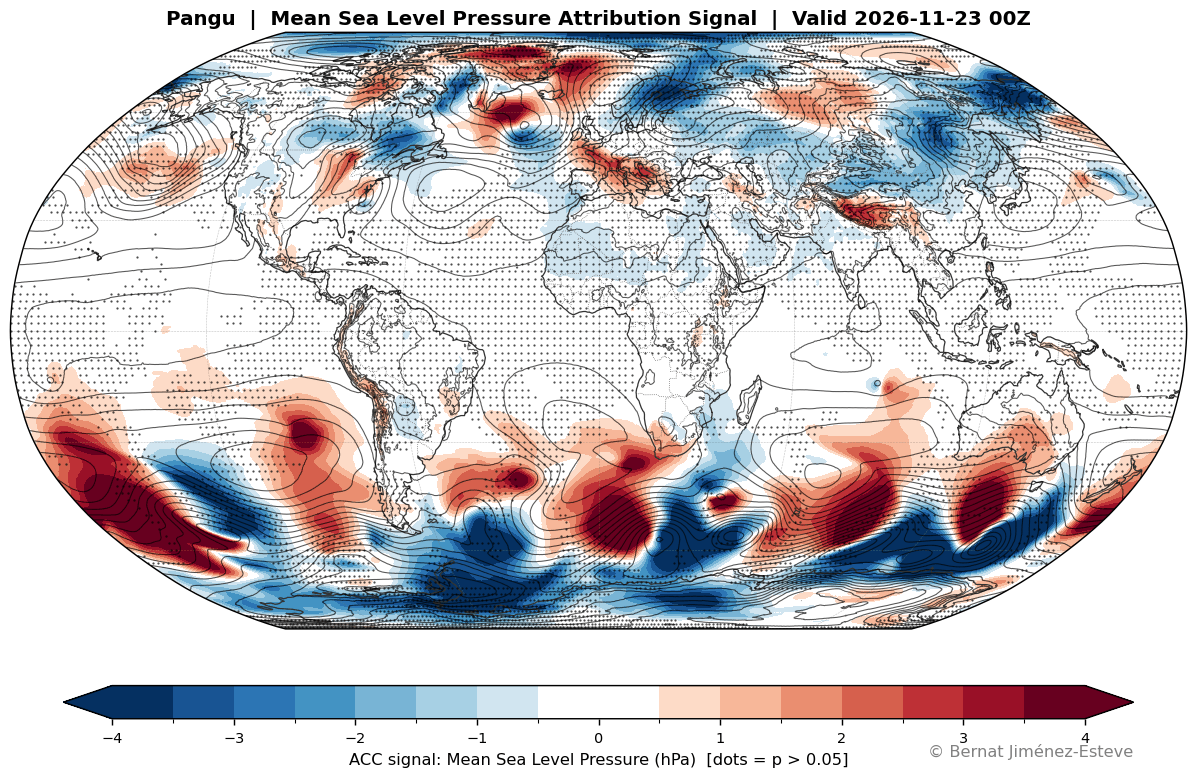 Pangu | Mean Sea Level Pressure Attribution Signal | Valid 2026-11-23 00Z
−4 −3 −2 −1 0 1 2 3 4
ACC signal: Mean Sea Level Pressure (hPa) [dots = p > 0.05]
© Bernat Jiménez-Esteve